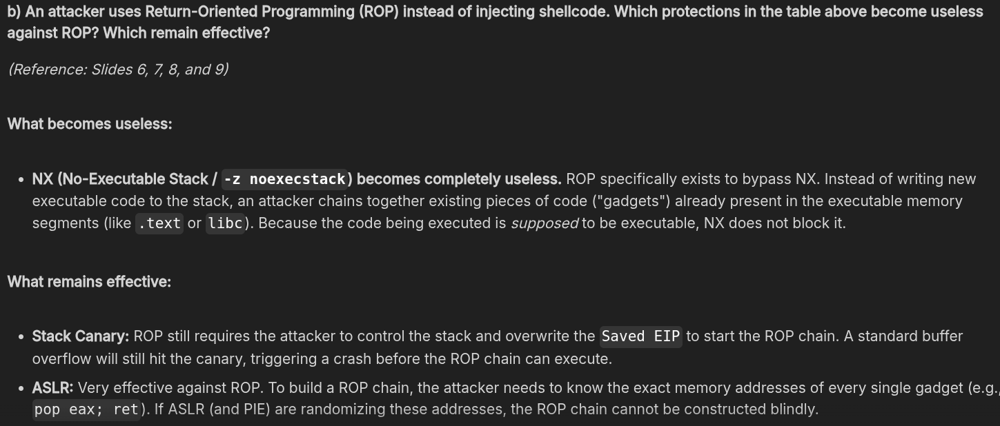 b) An attacker uses Return-Oriented Programming (ROP) instead of injecting shellcode. Which protections in the table above become useless
against ROP? Which remain effective?
(Reference: Slides 6, 7, 8, and 9)
What becomes useless:
• NX (No-Executable Stack / -z noexecstack) becomes completely useless. ROP specifically exists to bypass NX. Instead of writing new
executable code to the stack, an attacker chains together existing pieces of code ("gadgets") already present in the executable memory
segments (like .text or libc). Because the code being executed is supposed to be executable, NX does not block it.
What remains effective:
• Stack Canary: ROP still requires the attacker to control the stack and overwrite the Saved EIP to start the ROP chain. A standard buffer
overflow will still hit the canary, triggering a crash before the ROP chain can execute.
• ASLR: Very effective against ROP. To build a ROP chain, the attacker needs to know the exact memory addresses of every single gadget (e.g.,
pop eax; ret). If ASLR (and PIE) are randomizing these addresses, the ROP chain cannot be constructed blindly.